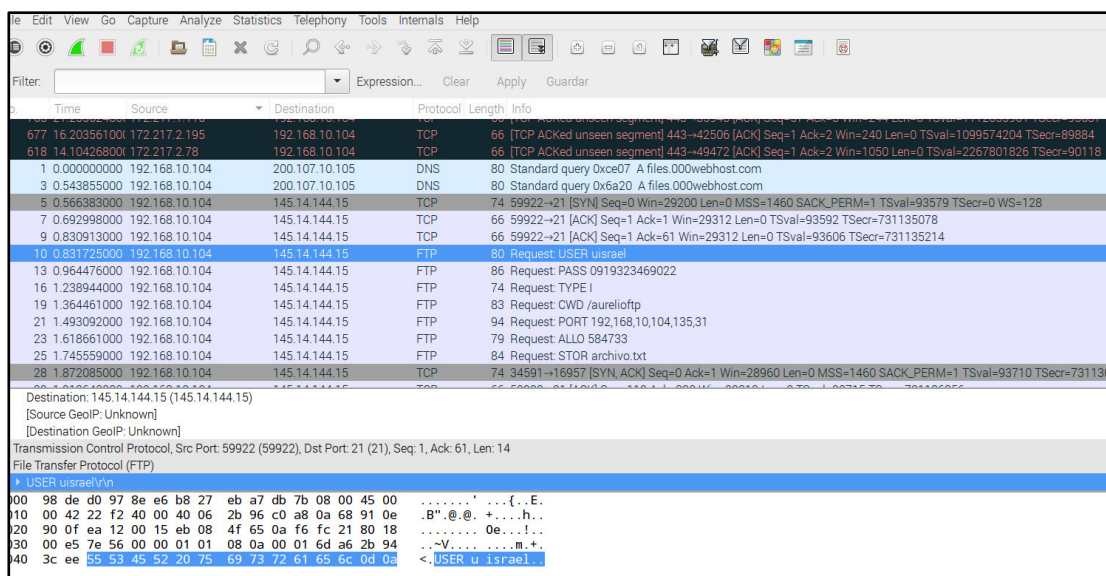 le Edit View Go Capture Analyze Statistics Telephony Tools Internals Help
Filter: Expression... Clear Apply Guardar
Time Source Destination Protocol Length Info
677 16.203561000 172.217.2.195 192.168.10.104 TCP 66 [TCP ACKed unseen segment] 443→42506 [ACK] Seq=1 Ack=2 Win=240 Len=0 TSval=1099574204 TSecr=89884
618 14.104268000 172.217.2.78 192.168.10.104 TCP 66 [TCP ACKed unseen segment] 443→49472 [ACK] Seq=1 Ack=2 Win=1050 Len=0 TSval=2267801826 TSecr=90118
1 0.000000000 192.168.10.104 200.107.10.105 DNS 80 Standard query 0xce07 A files.000webhost.com
3 0.543855000 192.168.10.104 200.107.10.105 DNS 80 Standard query 0x6a20 A files.000webhost.com
5 0.566383000 192.168.10.104 145.14.144.15 TCP 74 59922→21 [SYN] Seq=0 Win=29200 Len=0 MSS=1460 SACK_PERM=1 TSval=93579 TSecr=0 WS=128
7 0.692998000 192.168.10.104 145.14.144.15 TCP 66 59922→21 [ACK] Seq=1 Ack=1 Win=29312 Len=0 TSval=93592 TSecr=731135078
9 0.830913000 192.168.10.104 145.14.144.15 TCP 66 59922→21 [ACK] Seq=1 Ack=61 Win=29312 Len=0 TSval=93606 TSecr=731135214
10 0.831725000 192.168.10.104 145.14.144.15 FTP 80 Request: USER uisrael
13 0.964476000 192.168.10.104 145.14.144.15 FTP 86 Request: PASS 0919323469022
16 1.238944000 192.168.10.104 145.14.144.15 FTP 74 Request: TYPE I
19 1.364461000 192.168.10.104 145.14.144.15 FTP 83 Request: CWD /aurelioftp
21 1.493092000 192.168.10.104 145.14.144.15 FTP 94 Request: PORT 192,168,10,104,135,31
23 1.618661000 192.168.10.104 145.14.144.15 FTP 79 Request: ALLO 584733
25 1.745559000 192.168.10.104 145.14.144.15 FTP 84 Request: STOR archivo.txt
28 1.872085000 192.168.10.104 145.14.144.15 TCP 74 34591→16957 [SYN, ACK] Seq=0 Ack=1 Win=28960 Len=0 MSS=1460 SACK_PERM=1 TSval=93710 TSecr=73113
Destination: 145.14.144.15 (145.14.144.15)
[Source GeoIP: Unknown]
[Destination GeoIP: Unknown]
Transmission Control Protocol, Src Port: 59922 (59922), Dst Port: 21 (21), Seq: 1, Ack: 61, Len: 14
File Transfer Protocol (FTP)
USER uisrael\r\n
000 98 de d0 97 8e e6 b8 27 eb a7 db 7b 08 00 45 00 .......' ...{..E.
010 00 42 22 f2 40 00 40 06 2b 96 c0 a8 0a 68 91 0e .B".@.@. +....h..
020 90 0f ea 12 00 15 eb 08 4f 65 0a f6 fc 21 80 18 ........ Oe...!..
030 00 e5 7e 56 00 00 01 01 08 0a 00 01 6d a6 2b 94 ..~V.... ....m.+.
040 3c ee 55 53 45 52 20 75 69 73 72 61 65 6c 0d 0a <.USER u israel..